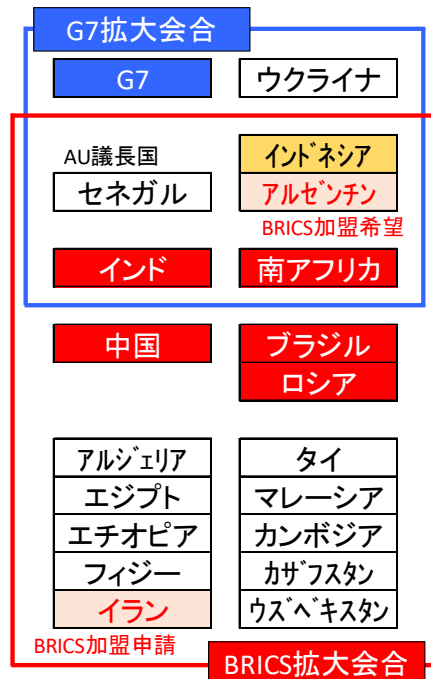 G7拡大会合
G7
ウクライナ
AU議長国
セネガル
インドネシア
アルゼンチン
BRICS加盟希望
インド
南アフリカ
中国
ブラジル
ロシア
アルジェリア
エジプト
エチオピア
フィジー
イラン
BRICS加盟申請
タイ
マレーシア
カンボジア
カザフスタン
ウズベキスタン
BRICS拡大会合